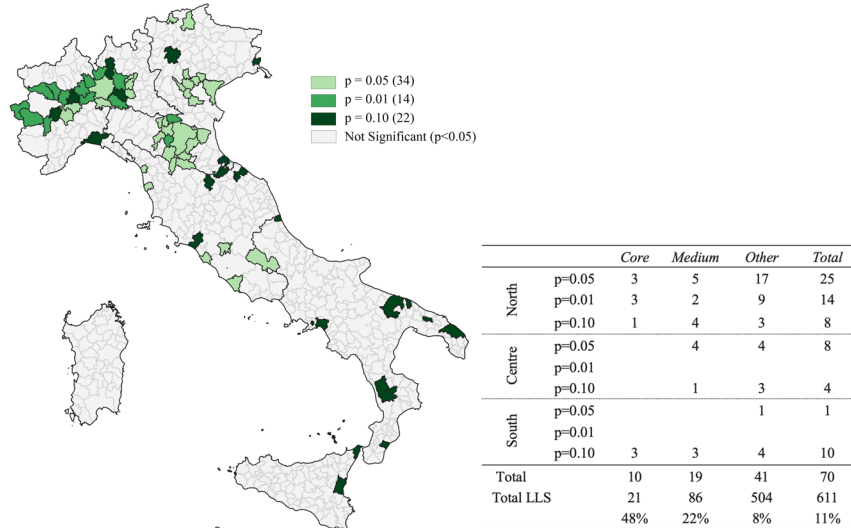 p = 0.05 (34)
p = 0.01 (14)
p = 0.10 (22)
Not Significant (p<0.05)
Core Medium Other Total
North
p=0.05 3 5 17 25
p=0.01 3 2 9 14
p=0.10 1 4 3 8
Centre
p=0.05 4 4 8
p=0.01
p=0.10 1 3 4
South
p=0.05 1 1
p=0.01
p=0.10 3 3 4 10
Total 10 19 41 70
Total LLS 21 86 504 611
48% 22% 8% 11%